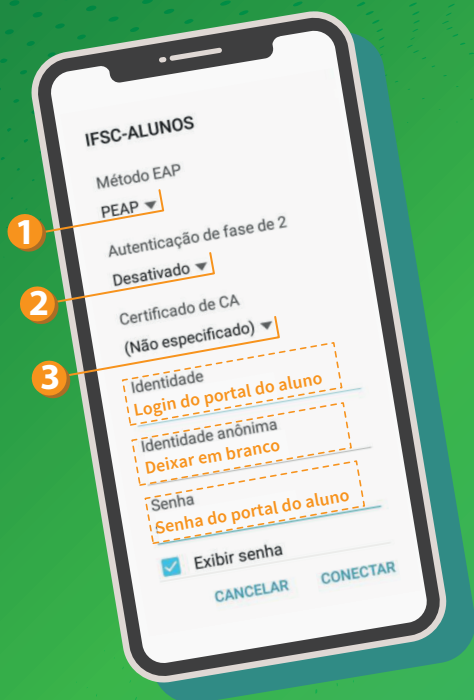 IFSC-ALUNOS
Método EAP
PEAP
1
Autenticação de fase de 2
Desativado
2
Certificado de CA
(Não especificado)
3
Identidade
Login do portal do aluno
Identidade anônima
Deixar em branco
Senha
Senha do portal do aluno
Exibir senha
CANCELAR CONECTAR